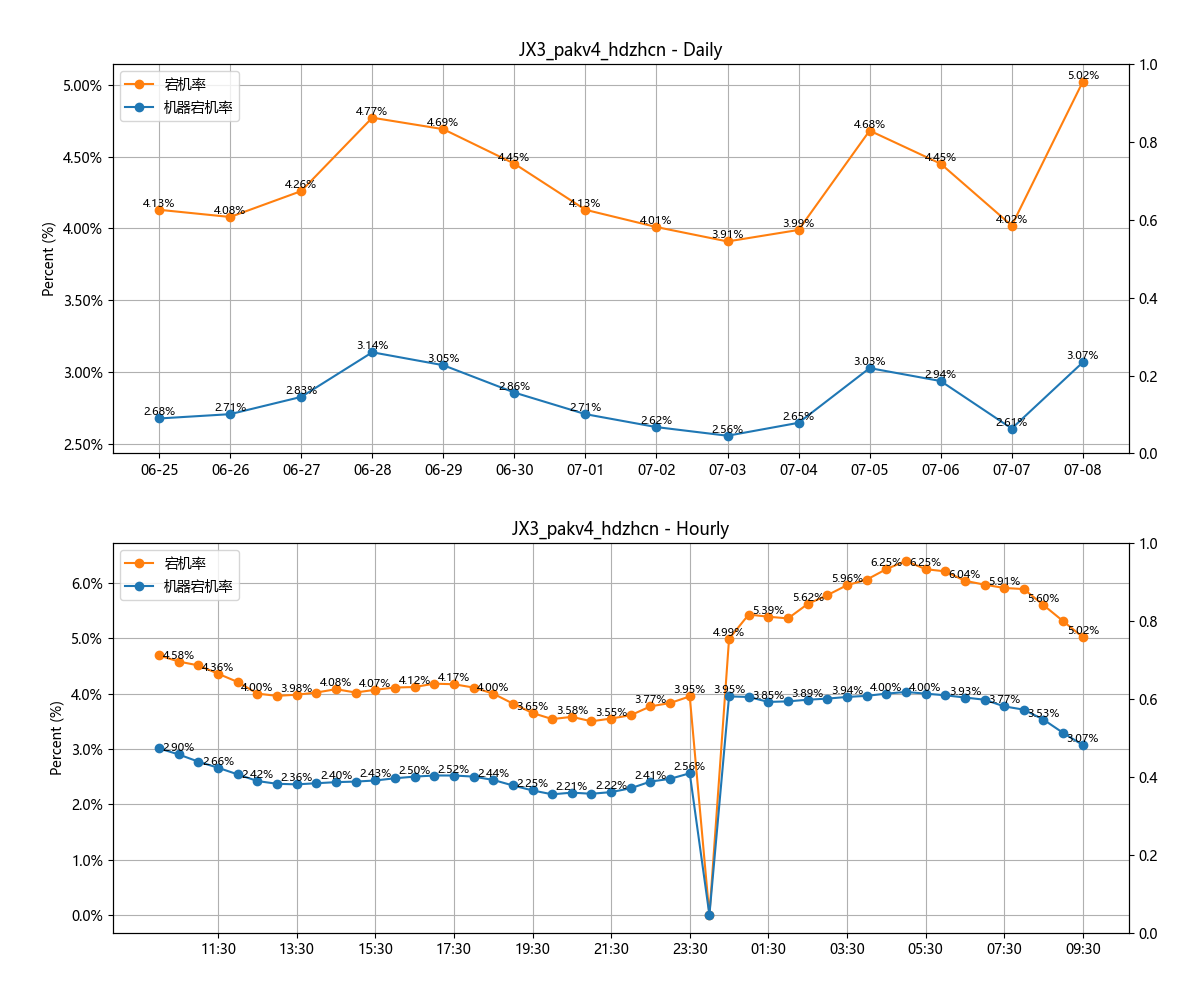 JX3_pakv4_hdzhcn - Daily
宕机率
机器宕机率
Percent (%)
5.00%
4.50%
4.00%
3.50%
3.00%
2.50%
1.0
0.8
0.6
0.4
0.2
0.0
4.13% 4.08% 4.26% 4.77% 4.69% 4.45% 4.13% 4.01% 3.91% 3.99% 4.68% 4.45% 4.02% 5.02%
2.68% 2.71% 2.83% 3.14% 3.05% 2.86% 2.71% 2.62% 2.56% 2.65% 3.03% 2.94% 2.61% 3.07%
06-25 06-26 06-27 06-28 06-29 06-30 07-01 07-02 07-03 07-04 07-05 07-06 07-07 07-08
JX3_pakv4_hdzhcn - Hourly
宕机率
机器宕机率
Percent (%)
6.0%
5.0%
4.0%
3.0%
2.0%
1.0%
0.0%
1.0
0.8
0.6
0.4
0.2
0.0
4.58% 4.36% 4.00% 3.98% 4.08% 4.07% 4.12% 4.17% 4.00% 3.65% 3.58% 3.55% 3.77% 3.95% 4.99% 5.39% 5.62% 5.96% 6.25% 6.25% 6.04% 5.91% 5.60% 5.02%
2.90% 2.66% 2.42% 2.36% 2.40% 2.43% 2.50% 2.52% 2.44% 2.25% 2.21% 2.22% 2.41% 2.56% 3.95% 3.85% 3.89% 3.94% 4.00% 4.00% 3.93% 3.77% 3.53% 3.07%
11:30 13:30 15:30 17:30 19:30 21:30 23:30 01:30 03:30 05:30 07:30 09:30